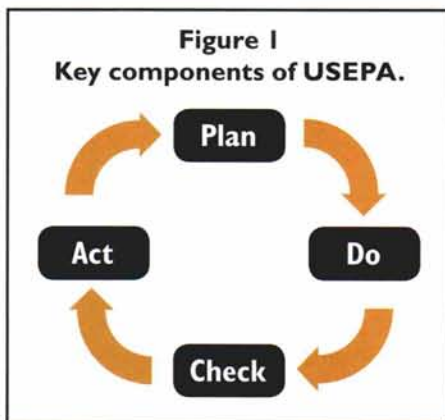 Figure 1
Key components of USEPA.
Plan
Do
Check
Act